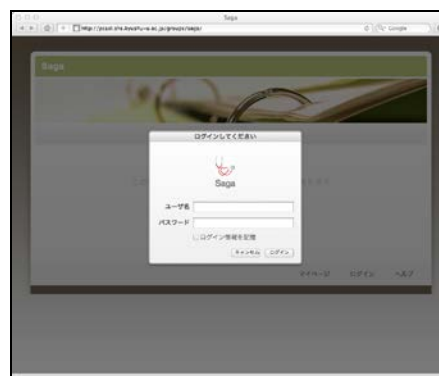 Saga
Saga
ログインしてください
Saga
ユーザ名
パスワード
ログイン情報を記憶
キャンセル ログイン
マイページ ログイン ヘルプ